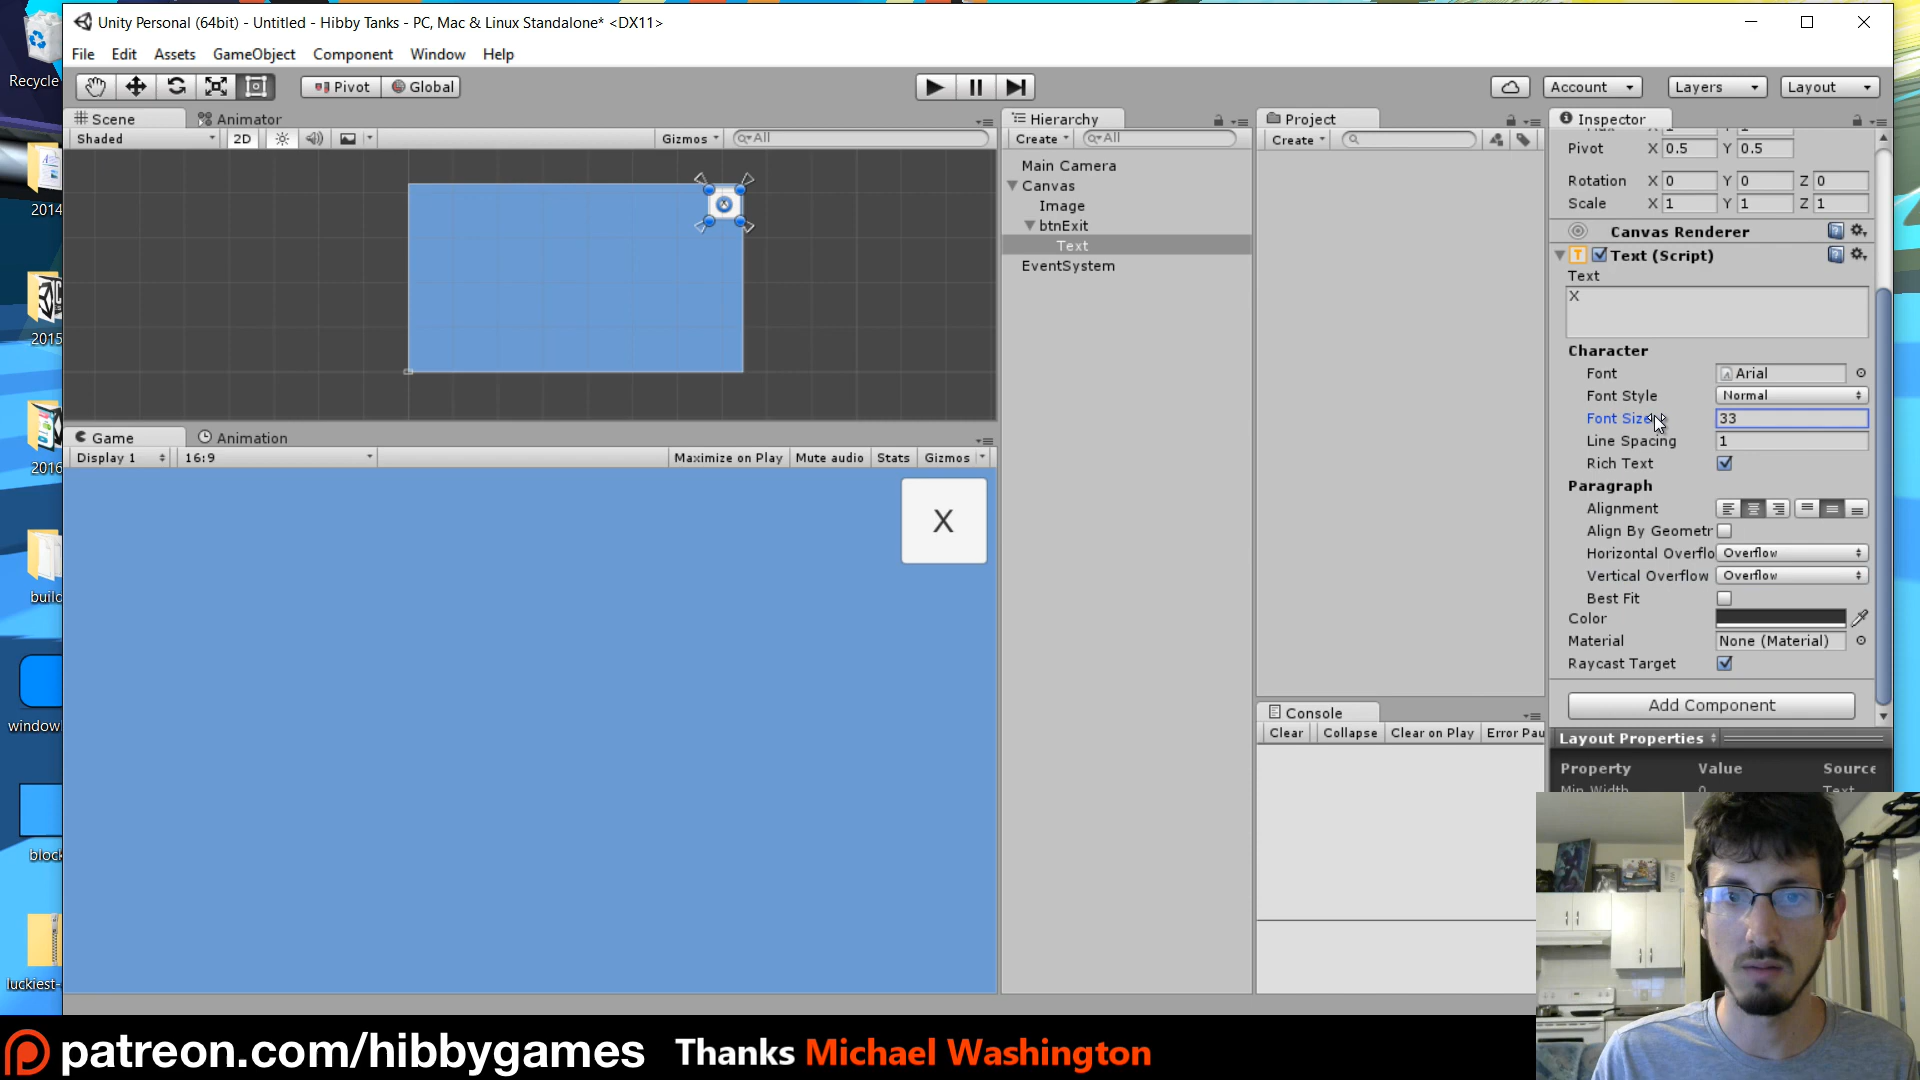 Unity Personal (64bit) - Untitled - Hibby Tanks - PC, Mac & Linux Standalone* <DX11>
File Edit Assets GameObject Component Window Help
Recycle
Pivot Global Account Layers Layout
Scene Animator Hierarchy Project Inspector
Shaded 2D Gizmos All Create All Create
Pivot X 0.5 Y 0.5
Main Camera
Rotation X 0 Y 0 Z 0
Canvas
Scale X 1 Y 1 Z 1
Image
2014
btnExit
Canvas Renderer
Text
Text (Script)
EventSystem
Text
X
2015
Character
Font Arial
Font Style Normal
Font Size 33
Game Animation
Line Spacing 1
Display 1 16:9 Maximize on Play Mute audio Stats Gizmos
2016
Rich Text
Paragraph
X
Alignment
Align By Geometr
Horizontal Overflo Overflow
Vertical Overflow Overflow
build
Best Fit
Color
Material None (Material)
Raycast Target
Add Component
Console
window
Clear Collapse Clear on Play Error Pau
Layout Properties
Property Value Source
Min Width 0 Text
block
luckiest-
patreon.com/hibbygames Thanks Michael Washington